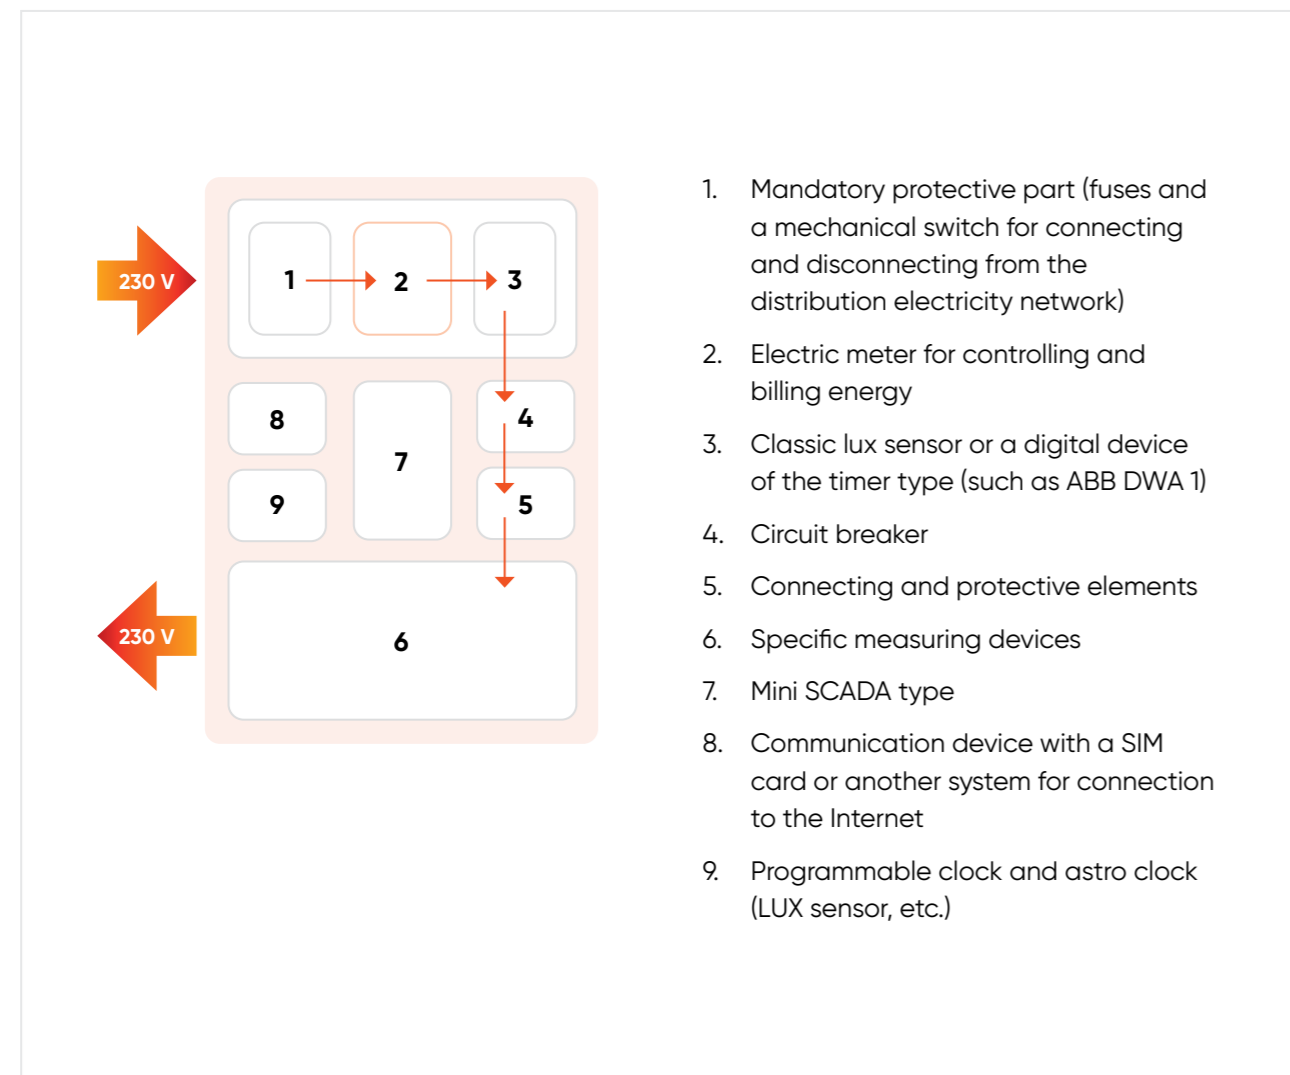 230 V
1
2
3
8
4
7
9
5
230 V
6
1. Mandatory protective part (fuses and
a mechanical switch for connecting
and disconnecting from the
distribution electricity network)
2. Electric meter for controlling and
billing energy
3. Classic lux sensor or a digital device
of the timer type (such as ABB DWA 1)
4. Circuit breaker
5. Connecting and protective elements
6. Specific measuring devices
7. Mini SCADA type
8. Communication device with a SIM
card or another system for connection
to the Internet
9. Programmable clock and astro clock
(LUX sensor, etc.)